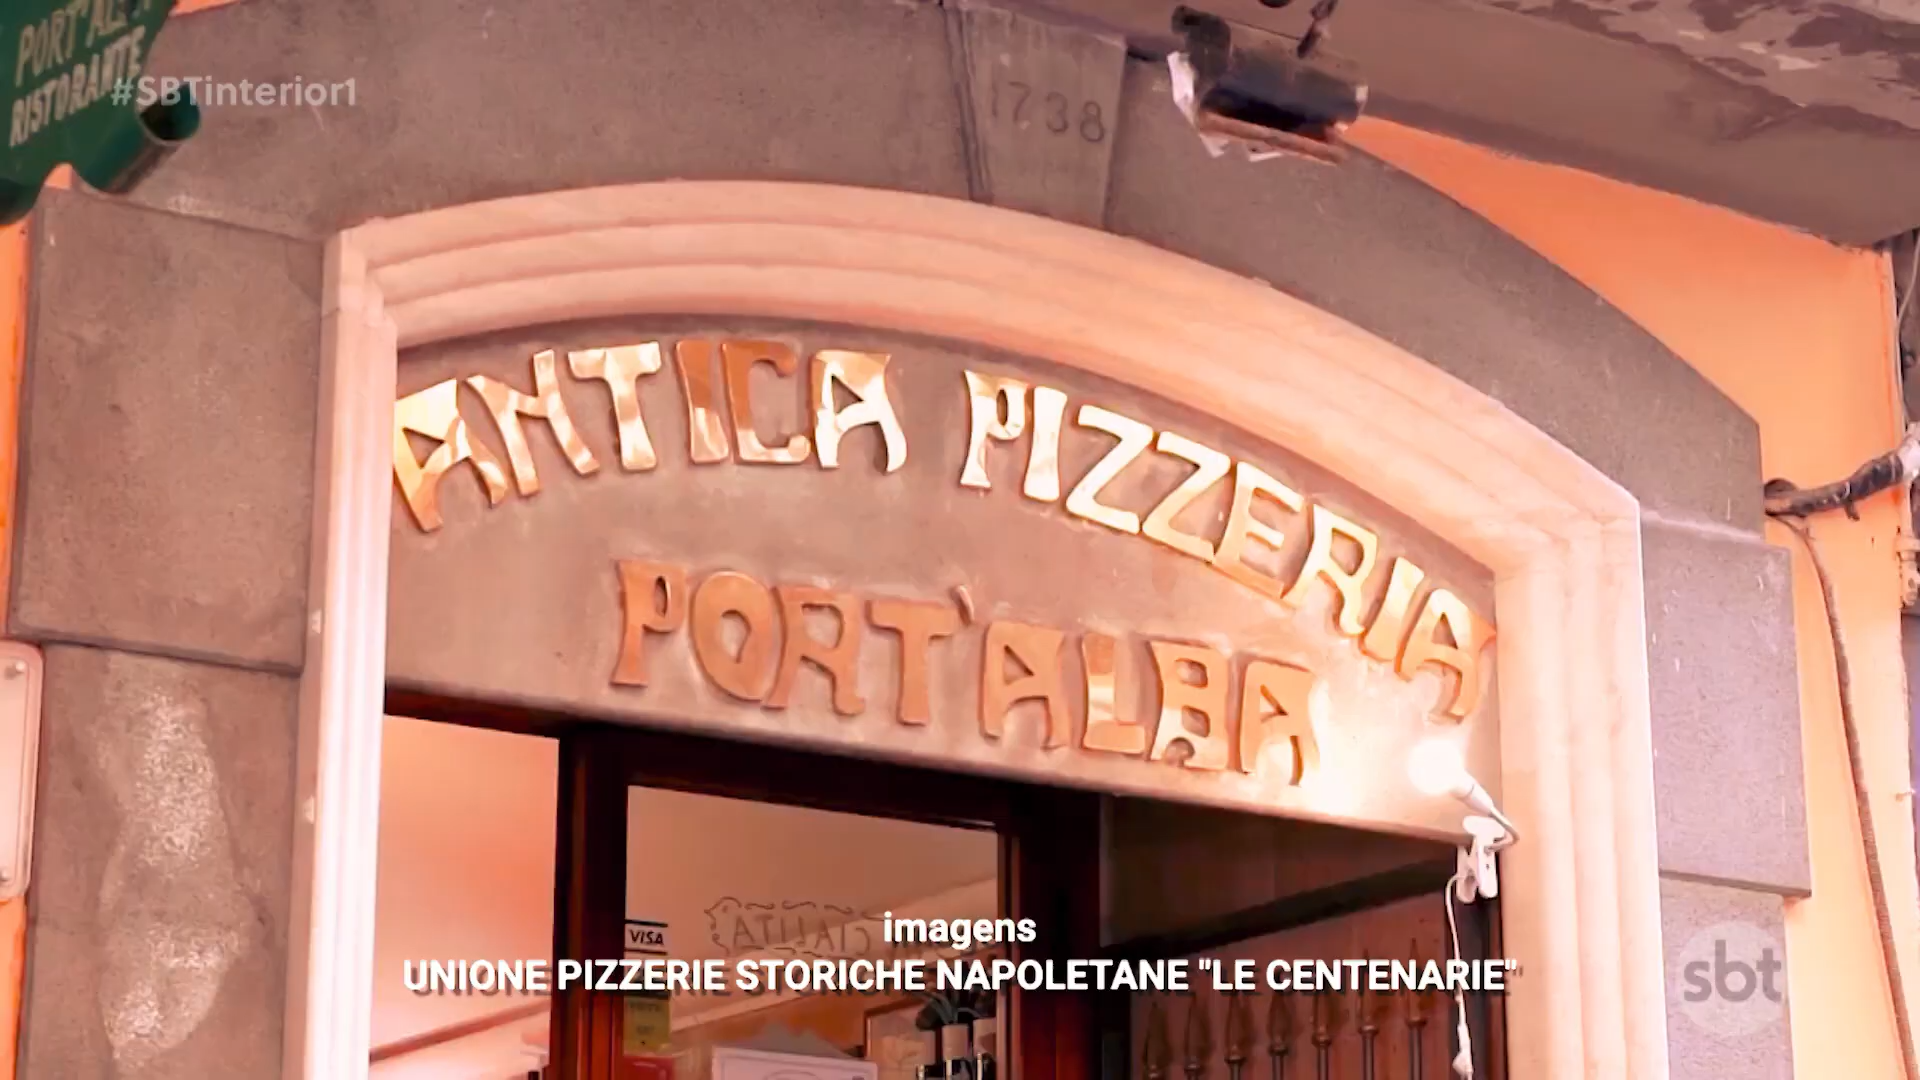 PORT'ALBA
RISTORANTE
#SBTinterior1
1738
ANTICA PIZZERIA
PORT'ALBA
VISA
imagens
UNIONE PIZZERIE STORICHE NAPOLETANE "LE CENTENARIE"
sbt